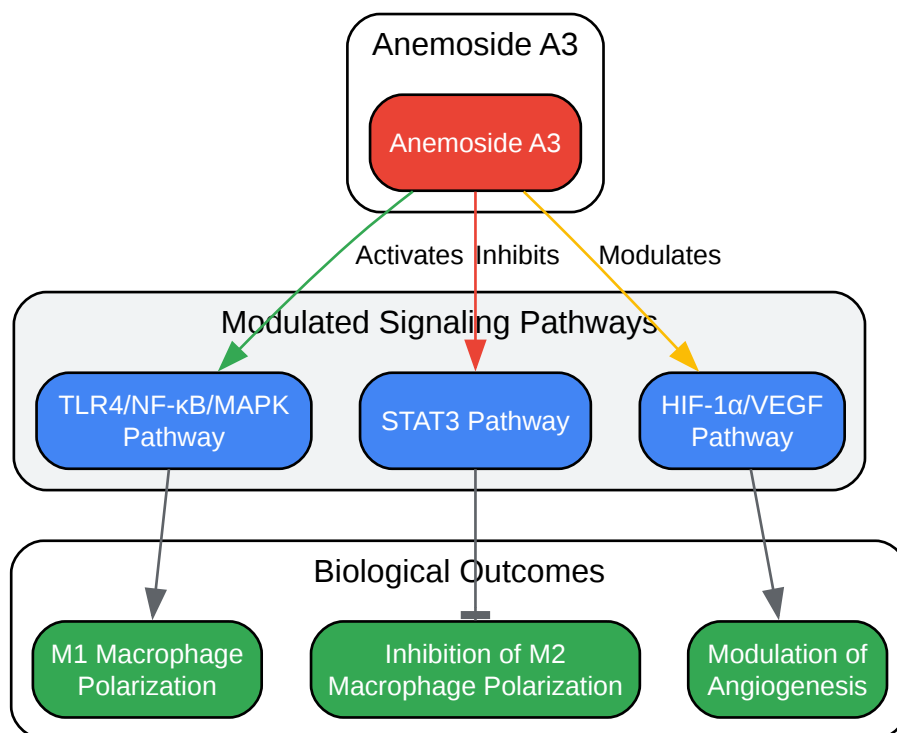 Anemoside A3
Anemoside A3
Activates
Inhibits
Modulates
Modulated Signaling Pathways
TLR4/NF-κB/MAPK
Pathway
STAT3 Pathway
HIF-1α/VEGF
Pathway
Biological Outcomes
M1 Macrophage
Polarization
Inhibition of M2
Macrophage Polarization
Modulation of
Angiogenesis